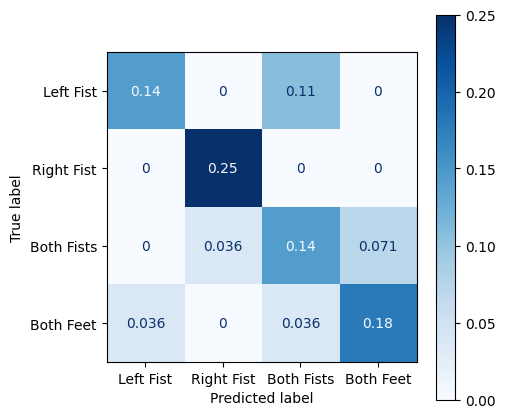 0.25
Left Fist 0.14 0 0.11 0
0.20
Right Fist 0 0.25 0 0
0.15
True label
0.10
Both Fists 0 0.036 0.14 0.071
0.05
Both Feet 0.036 0 0.036 0.18
0.00
Left Fist Right Fist Both Fists Both Feet
Predicted label